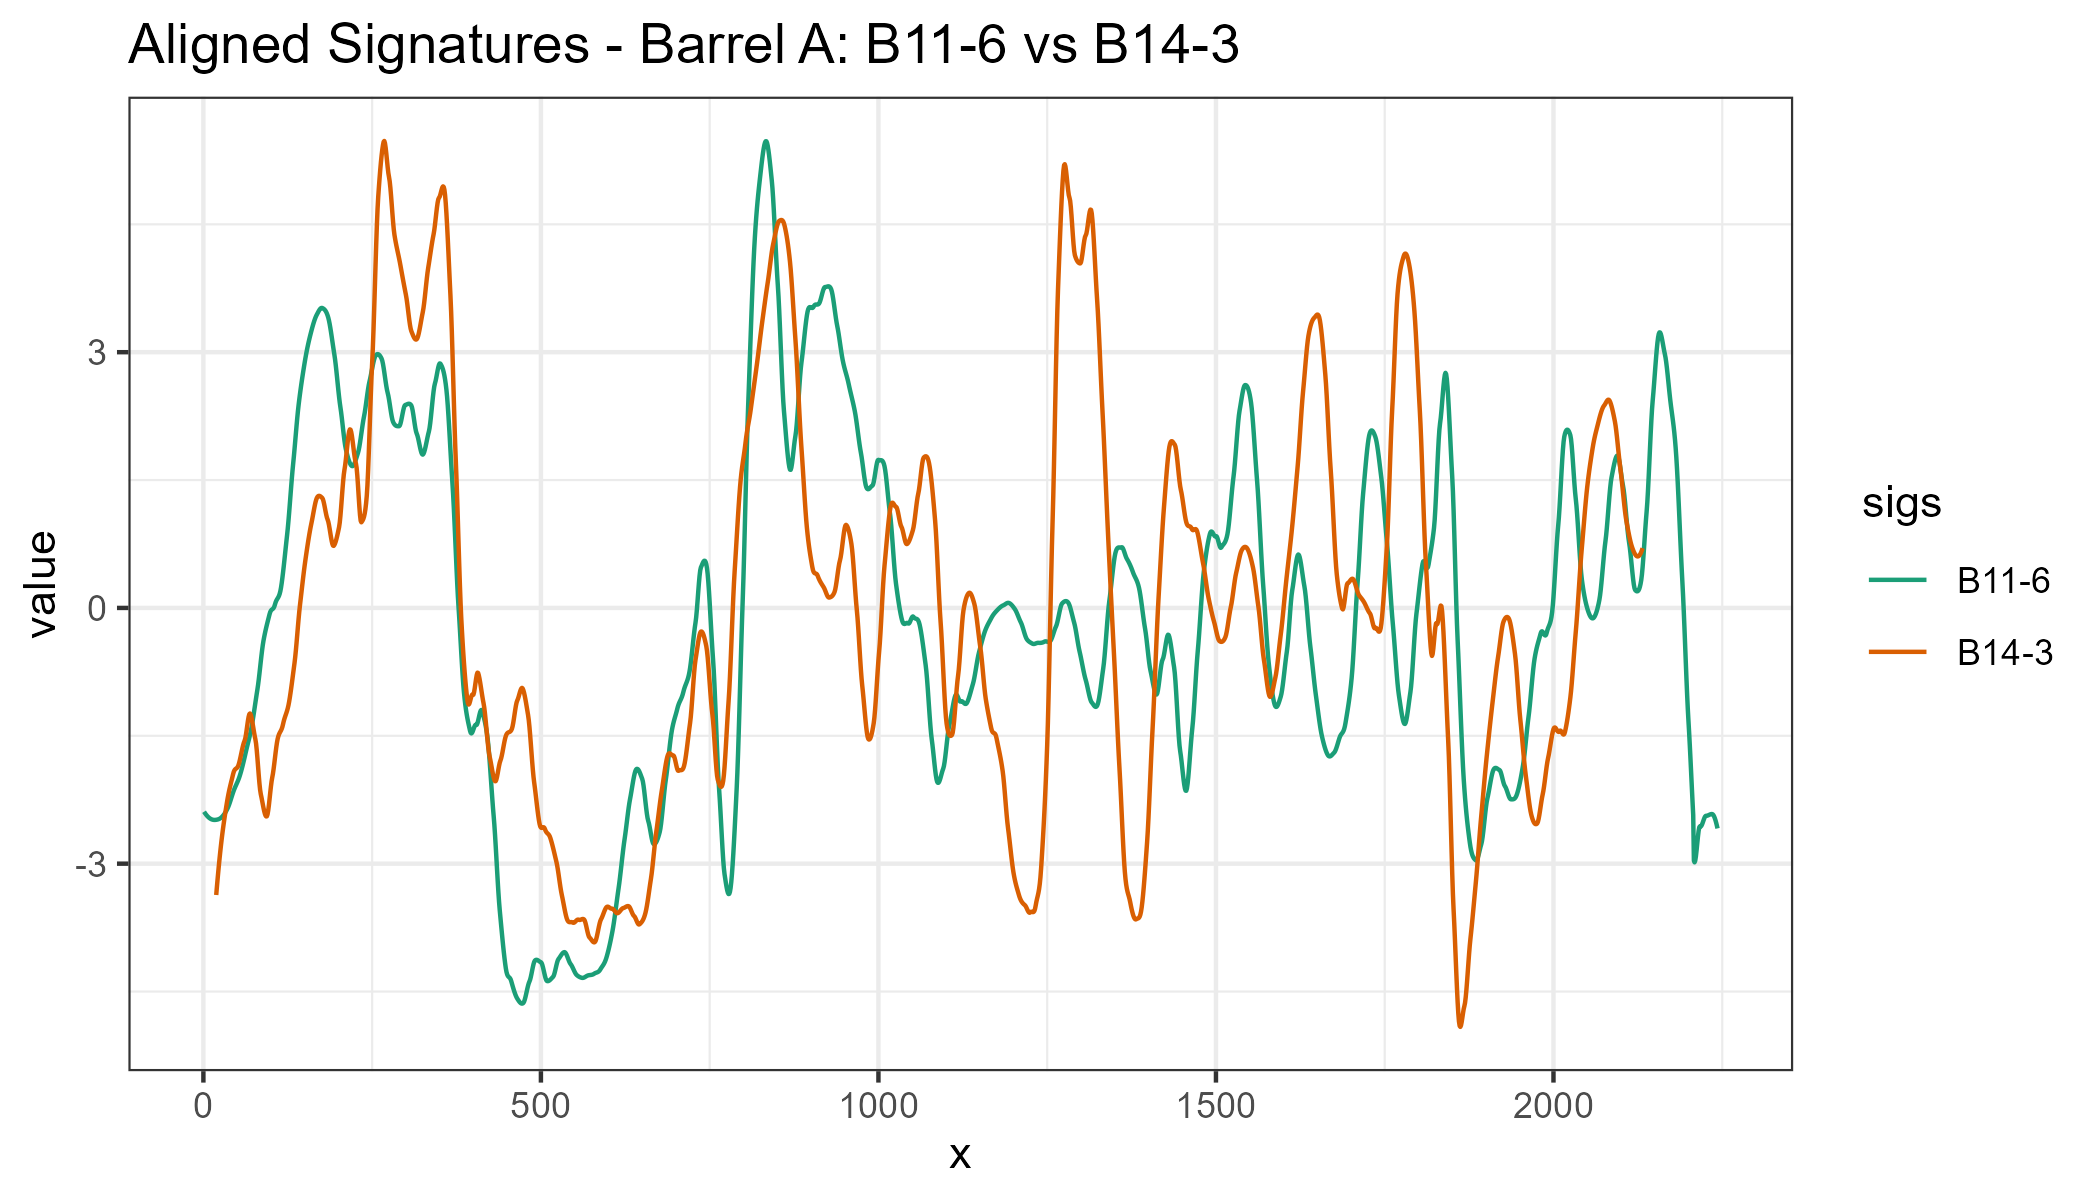 Aligned Signatures - Barrel A: B11-6 vs B14-3
value
3
0
-3
0
500
1000
1500
2000
x
sigs
B11-6
B14-3